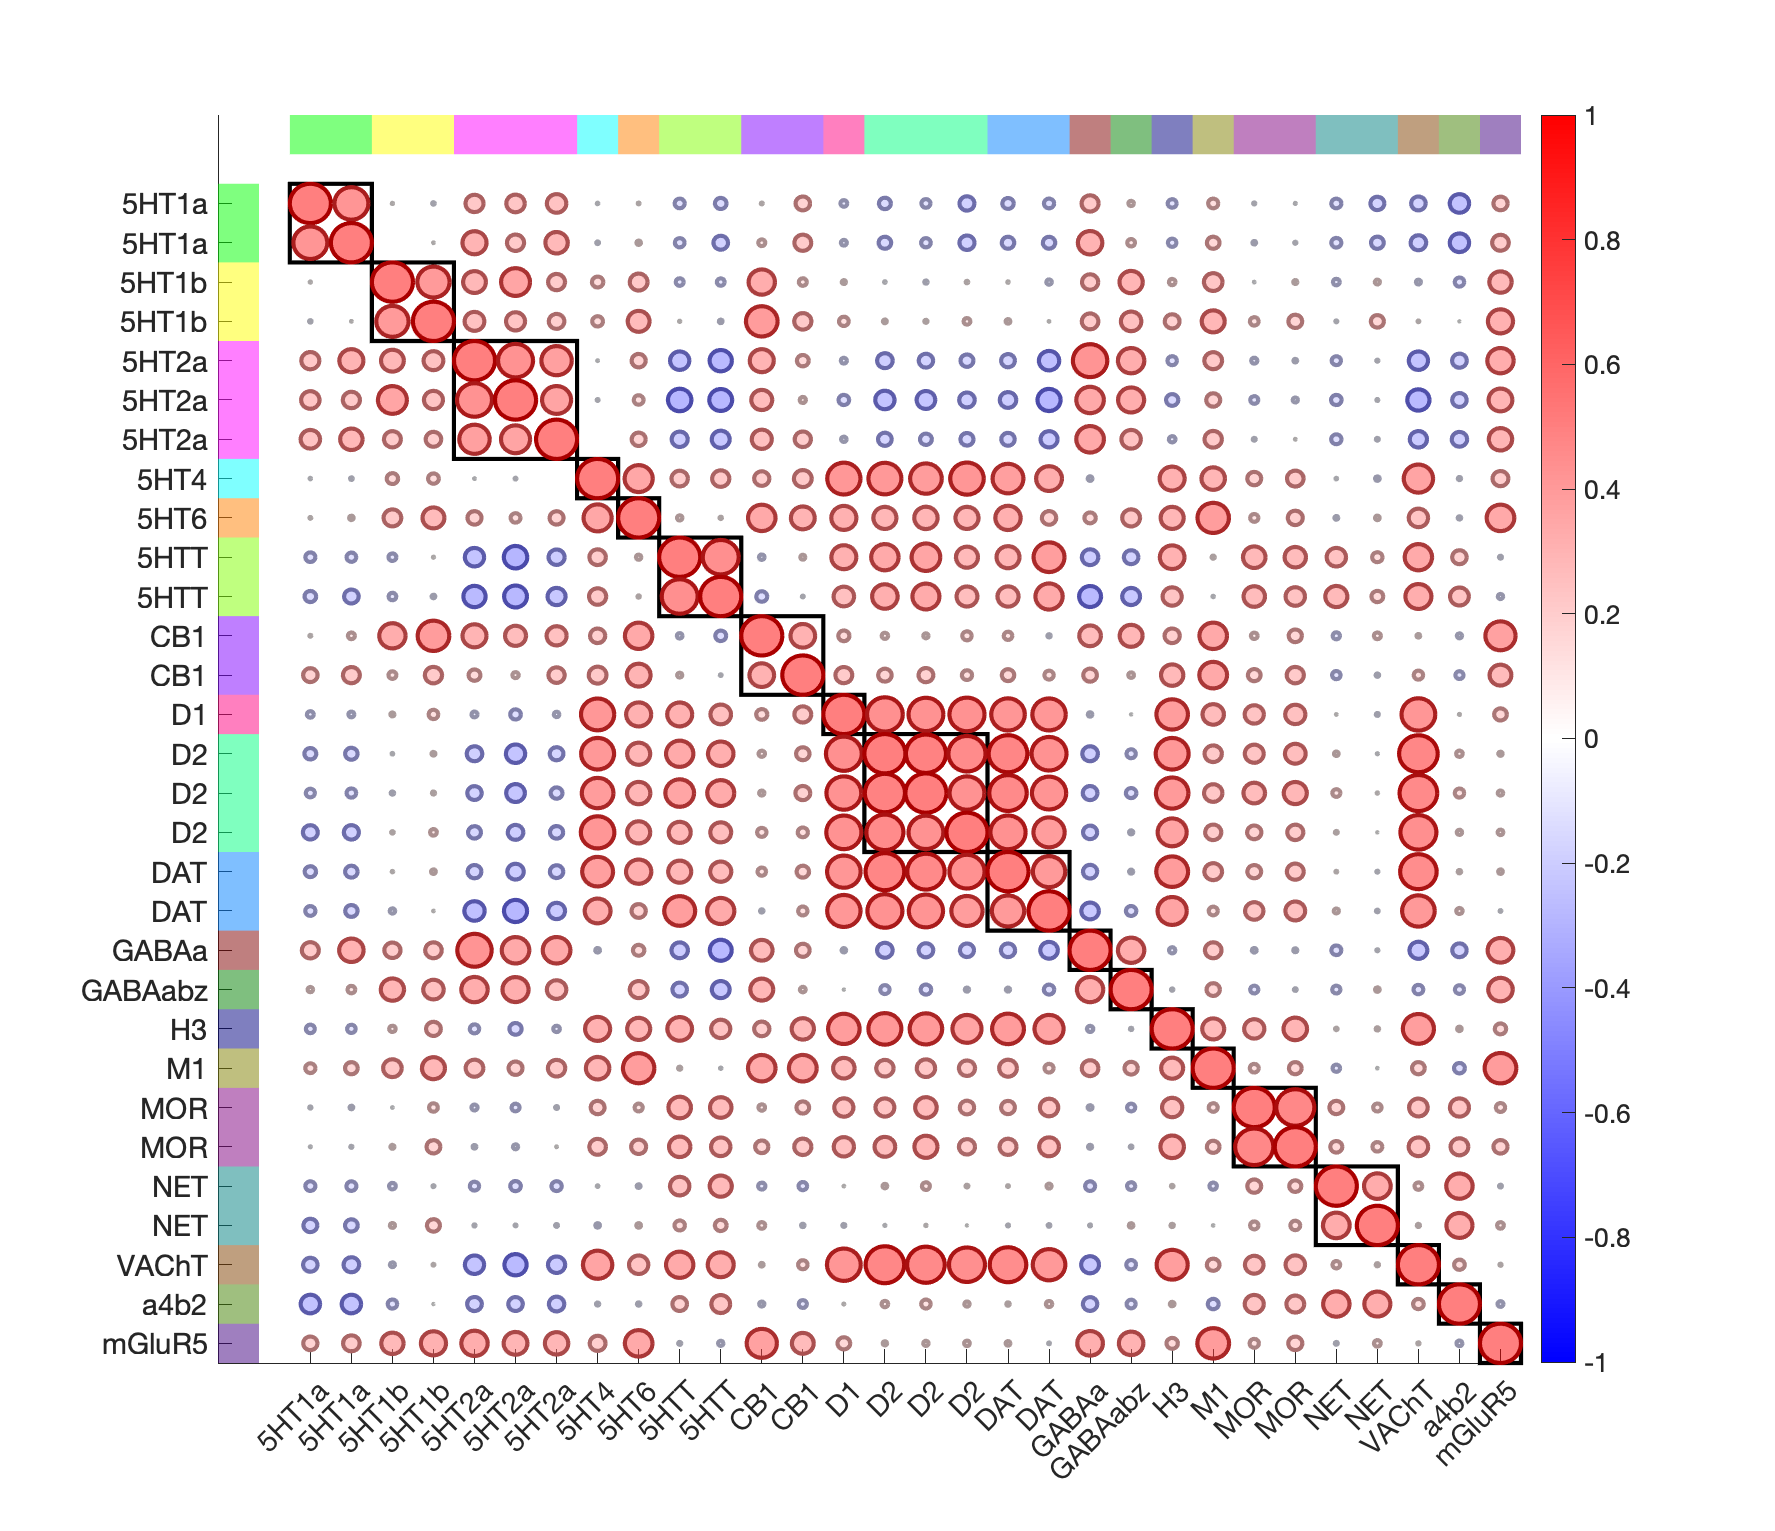 5HT1a
5HT1a
5HT1b
5HT1b
5HT2a
5HT2a
5HT2a
5HT4
5HT6
5HTT
5HTT
CB1
CB1
D1
D2
D2
D2
DAT
DAT
GABAa
GABAabz
H3
M1
MOR
MOR
NET
NET
VAChT
a4b2
mGluR5
5HT1a
5HT1a
5HT1b
5HT1b
5HT2a
5HT2a
5HT2a
5HT4
5HT6
5HTT
5HTT
CB1
CB1
D1
D2
D2
D2
DAT
DAT
GABAa
GABAabz
H3
M1
MOR
MOR
NET
NET
VAChT
a4b2
mGluR5
1
0.8
0.6
0.4
0.2
0
-0.2
-0.4
-0.6
-0.8
-1